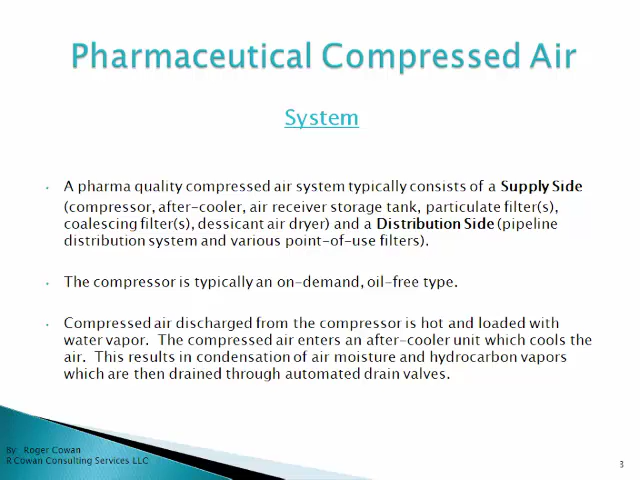 Pharmaceutical Compressed Air
System
• A pharma quality compressed air system typically consists of a Supply Side
(compressor, after-cooler, air receiver storage tank, particulate filter(s),
coalescing filter(s), dessicant air dryer) and a Distribution Side (pipeline
distribution system and various point-of-use filters).
• The compressor is typically an on-demand, oil-free type.
• Compressed air discharged from the compressor is hot and loaded with
water vapor. The compressed air enters an after-cooler unit which cools the
air. This results in condensation of air moisture and hydrocarbon vapors
which are then drained through automated drain valves.
By: Roger Cowan
R Cowan Consulting Services LLC
3